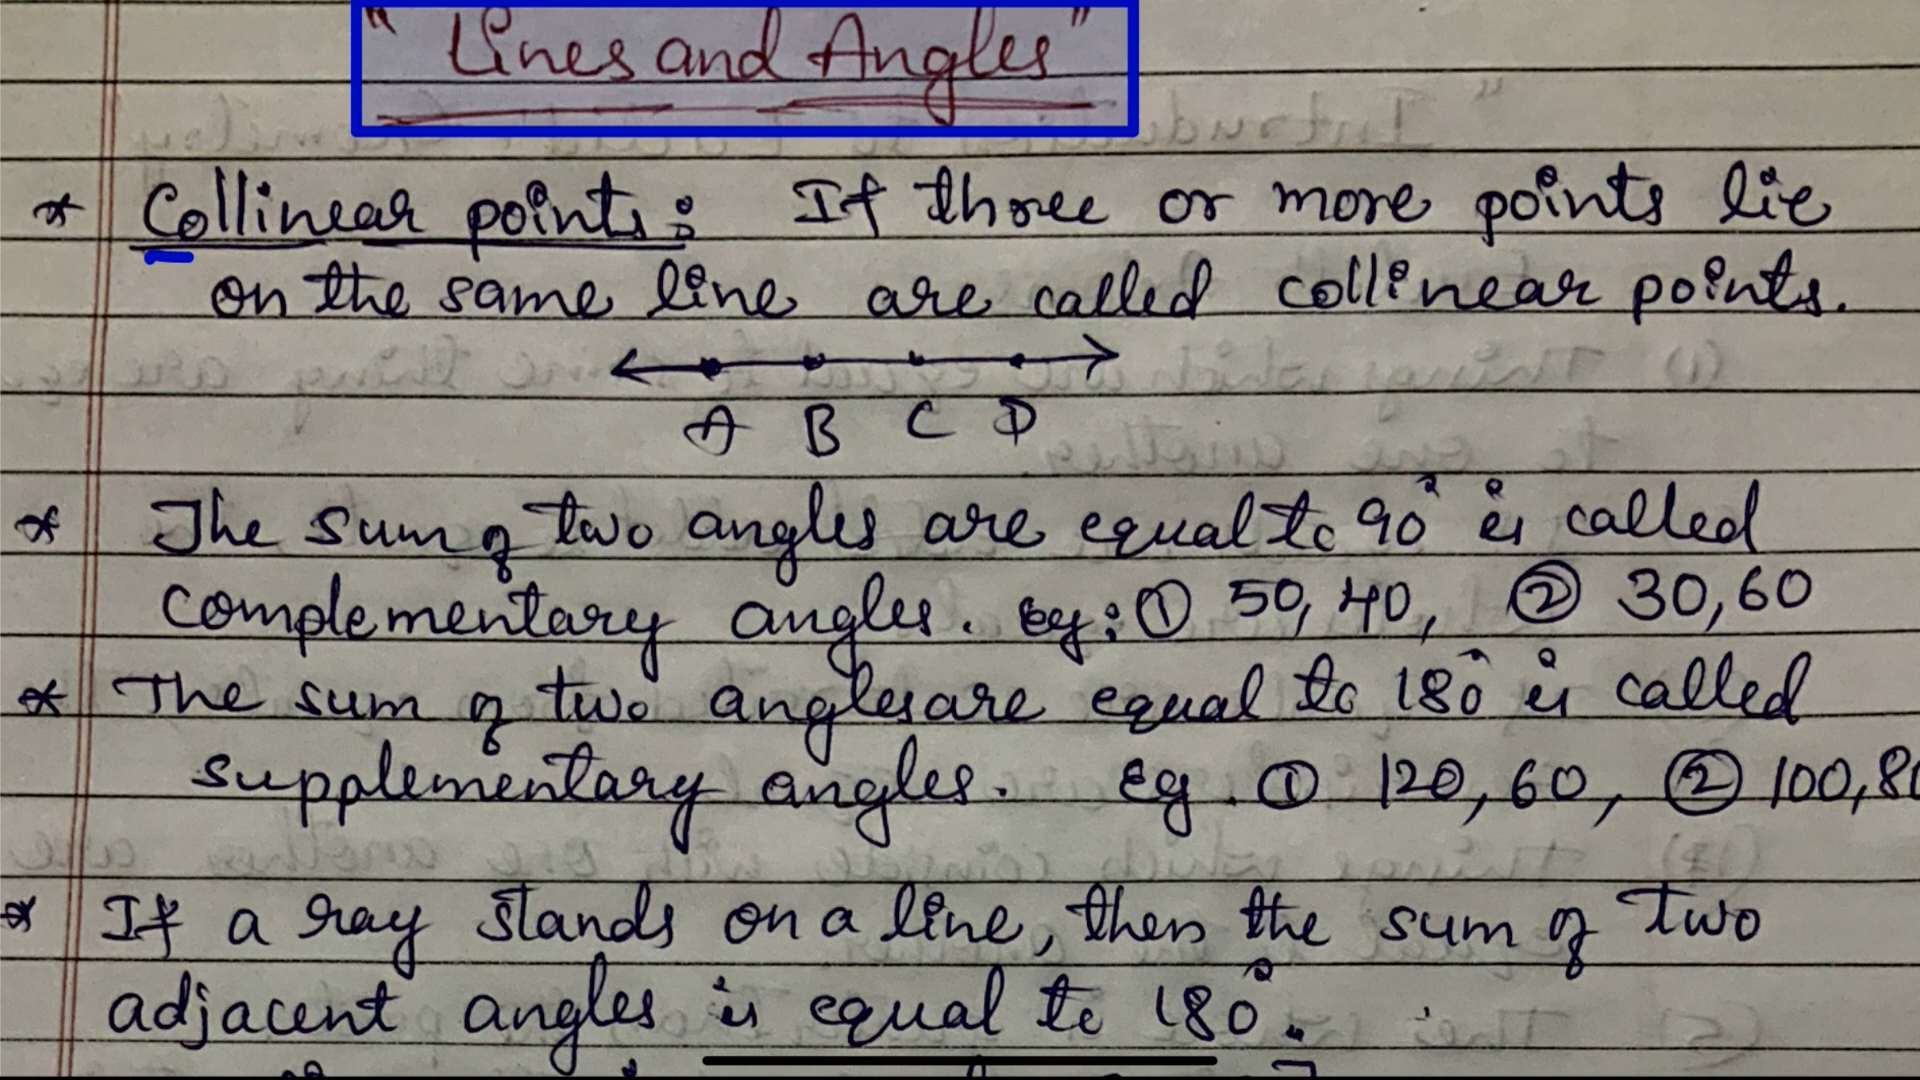 "Lines and Angles"
* Collinear points: If three or more points lie
on the same line are called collinear points.
A B C D
* The sum of two angles are equal to 90° is called
complementary angles. eg: ① 50, 40, ② 30, 60
* The sum of two angles are equal to 180° is called
supplementary angles. eg. ① 120, 60, ② 100, 80
* If a ray stands on a line, then the sum of two
adjacent angles is equal to 180°.